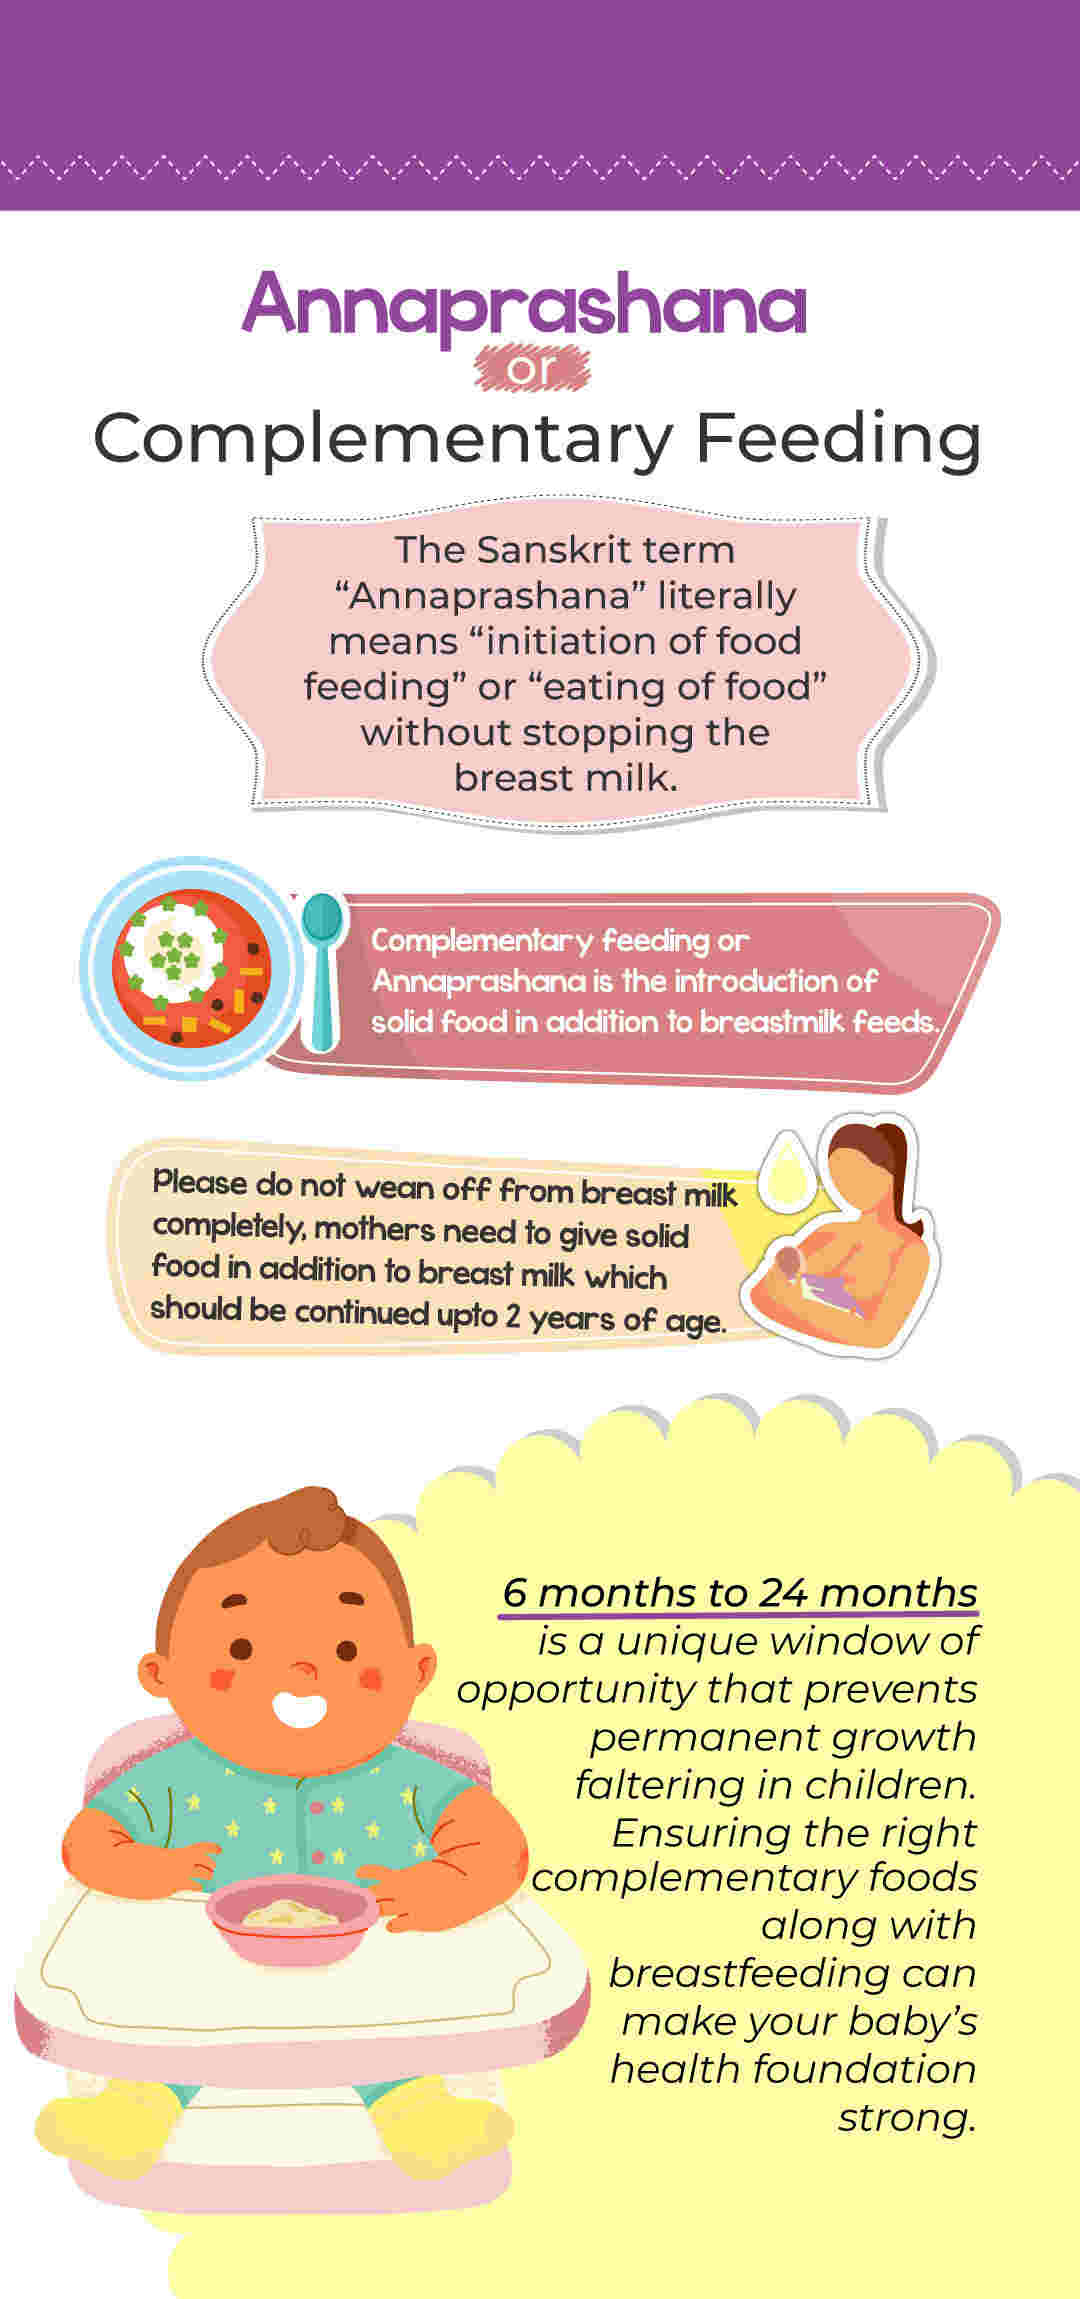 Annaprashana
or
Complementary Feeding
The Sanskrit term
“Annaprashana” literally
means “initiation of food
feeding” or “eating of food”
without stopping the
breast milk.
Complementary feeding or
Annaprashana is the introduction of
solid food in addition to breastmilk feeds.
Please do not wean off from breast milk
completely, mothers need to give solid
food in addition to breast milk which
should be continued upto 2 years of age.
6 months to 24 months
is a unique window of
opportunity that prevents
permanent growth
faltering in children.
Ensuring the right
complementary foods
along with
breastfeeding can
make your baby’s
health foundation
strong.